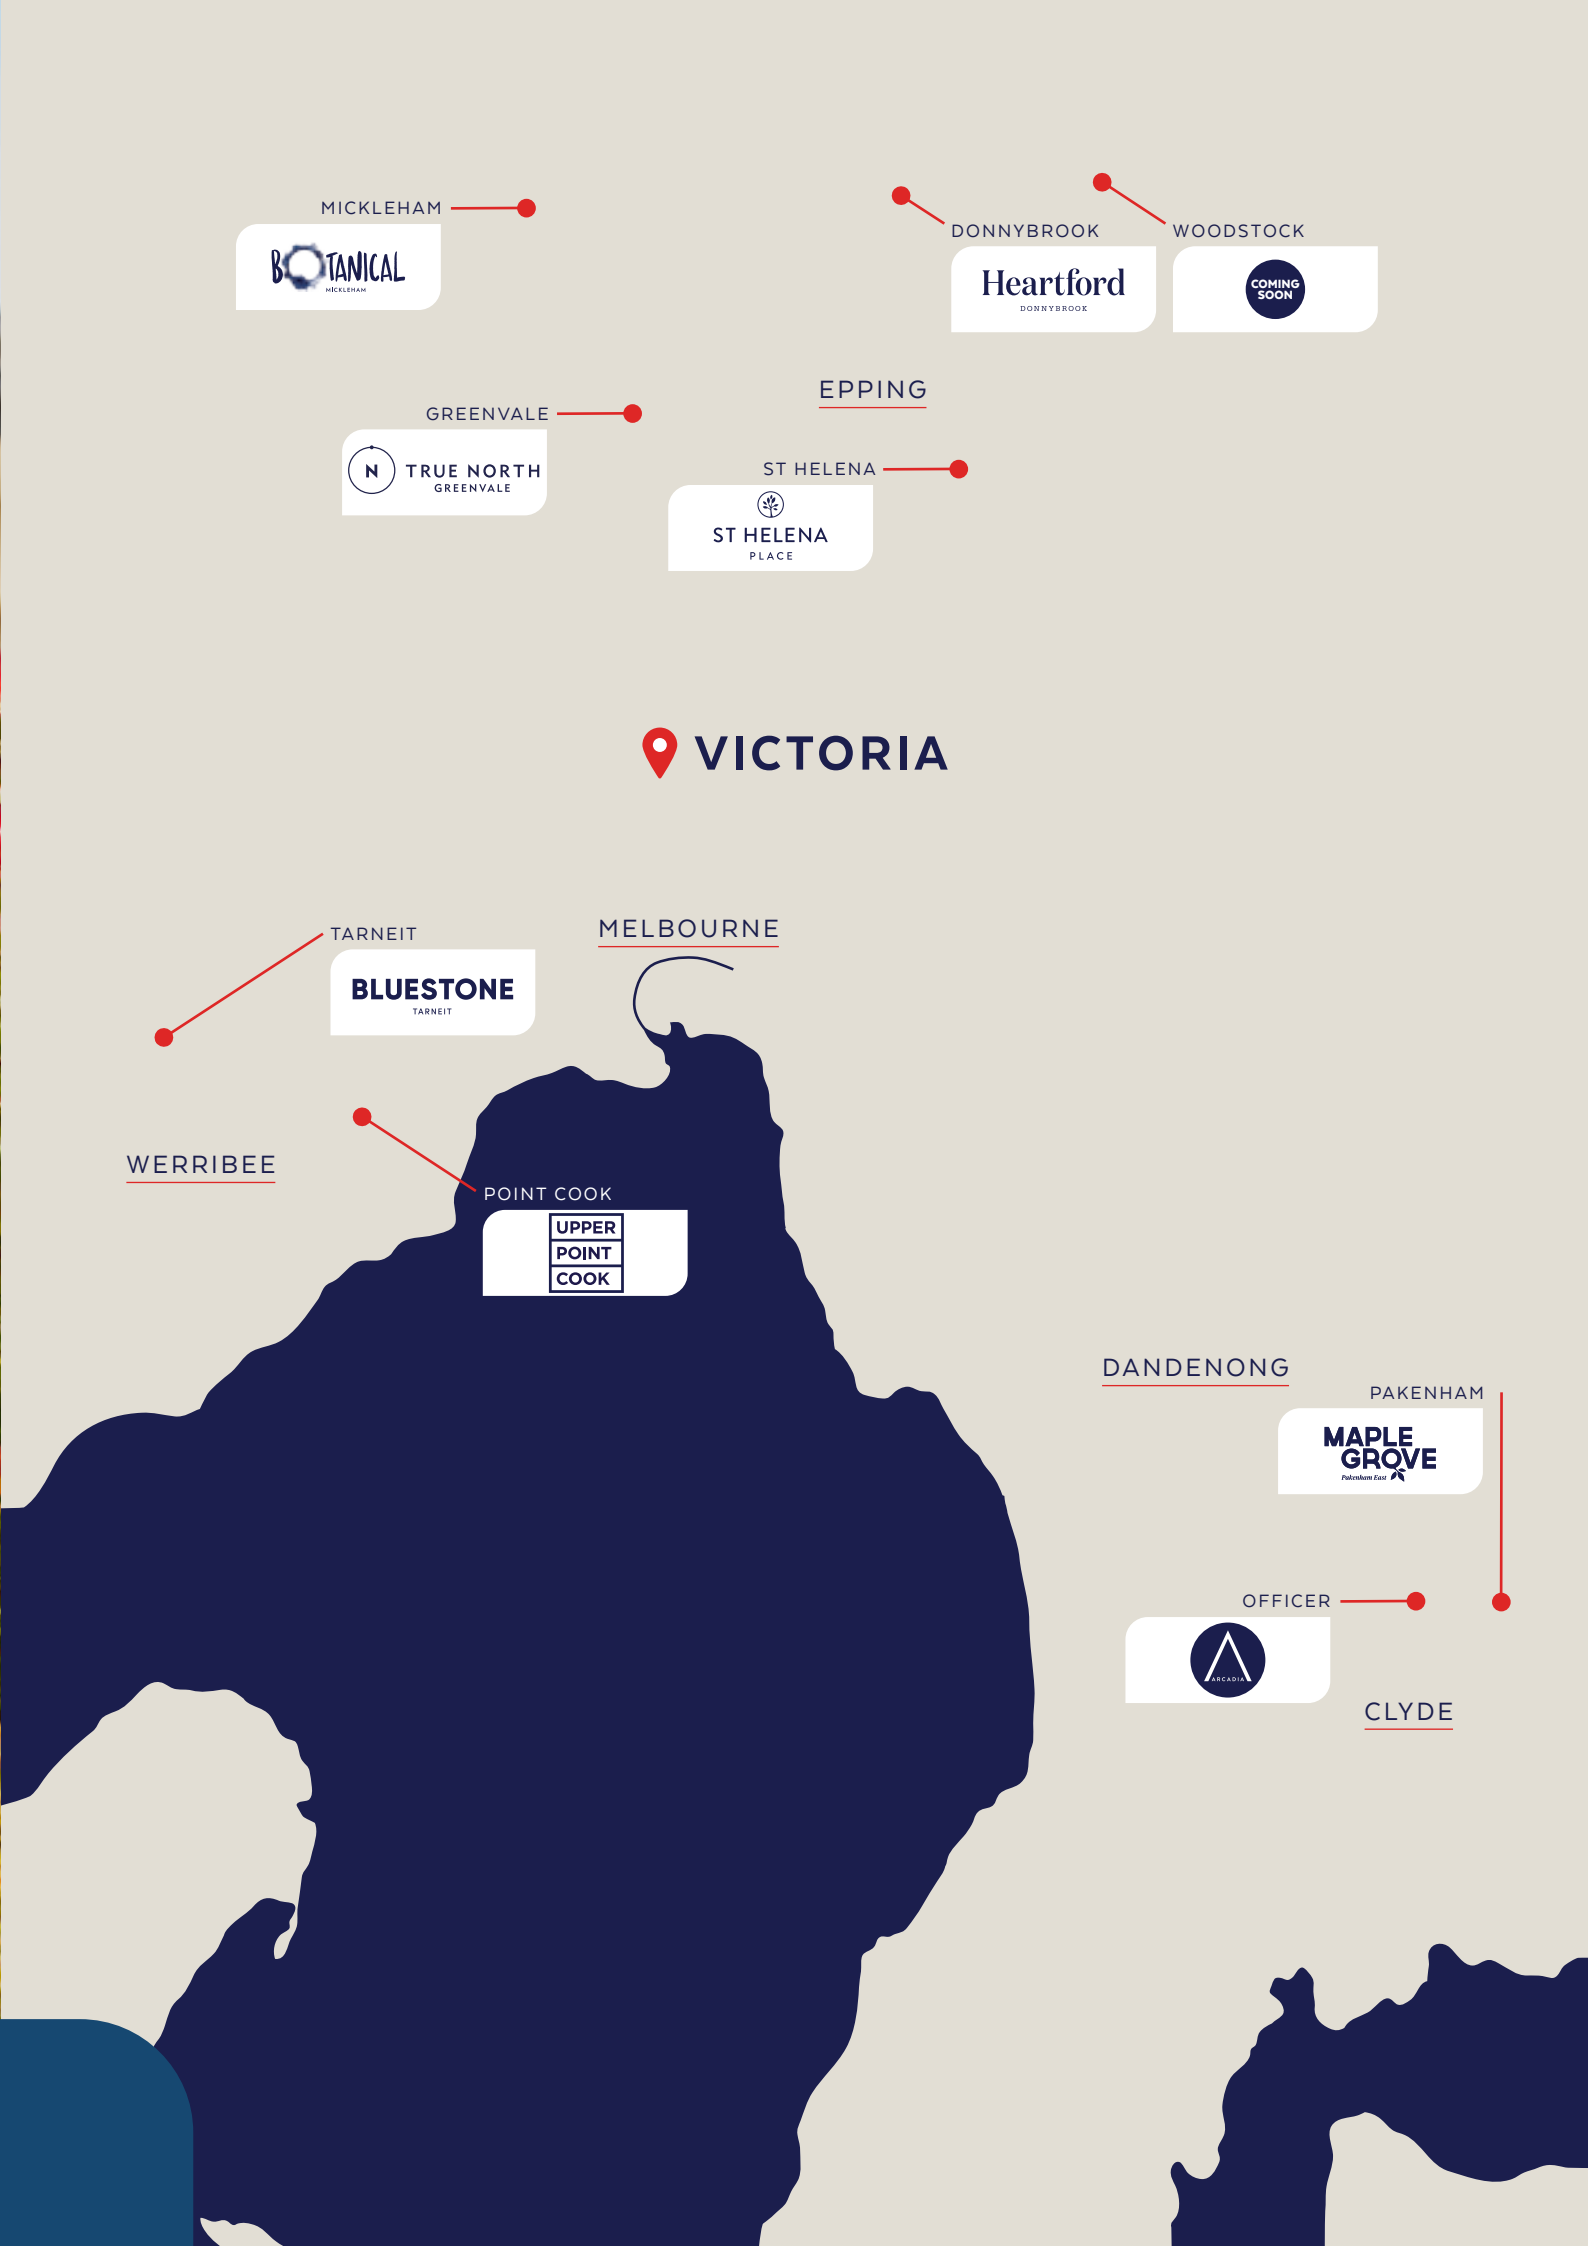 MICKLEHAM
BOTANICAL
MICKLEHAM
DONNYBROOK
Heartford
DONNYBROOK
WOODSTOCK
COMING
SOON
EPPING
GREENVALE
N
TRUE NORTH
GREENVALE
ST HELENA
ST HELENA
PLACE
VICTORIA
TARNEIT
BLUESTONE
TARNEIT
MELBOURNE
WERRIBEE
POINT COOK
UPPER
POINT
COOK
DANDENONG
PAKENHAM
MAPLE
GROVE
Pakenham East
OFFICER
ARCADIA
CLYDE